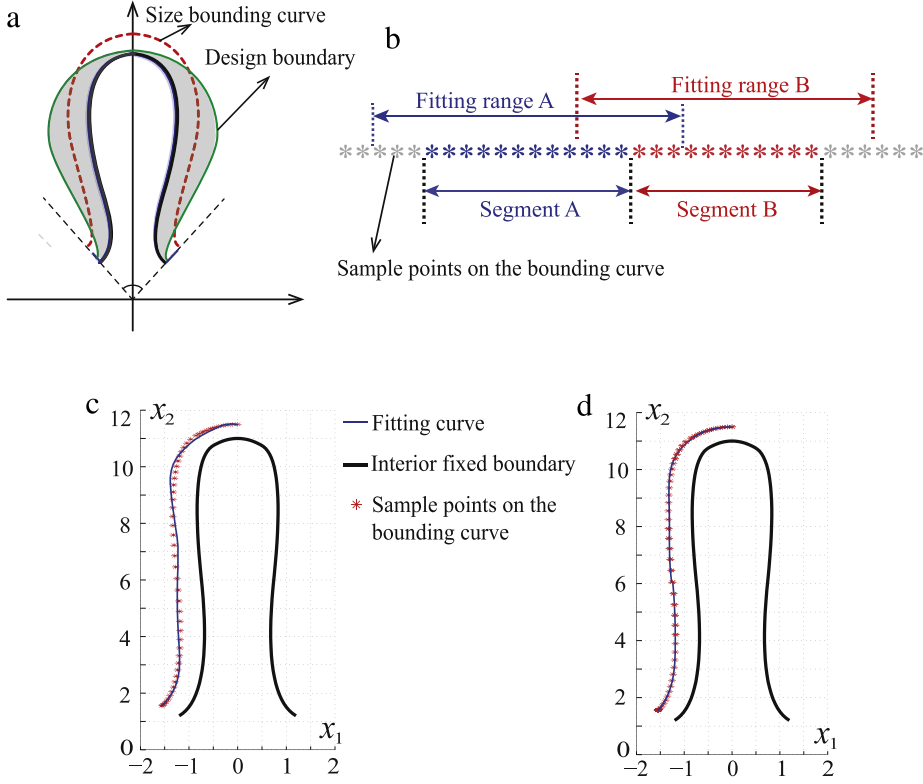 a
Size bounding curve
Design boundary
b
Fitting range A
Fitting range B
*****************************
Segment A
Segment B
Sample points on the bounding curve
c
x2
12
10
8
6
4
2
0
−2
−1
0
1
2
x1
Fitting curve
Interior fixed boundary
* Sample points on the
bounding curve
d
x2
12
10
8
6
4
2
0
−2
−1
0
1
2
x1